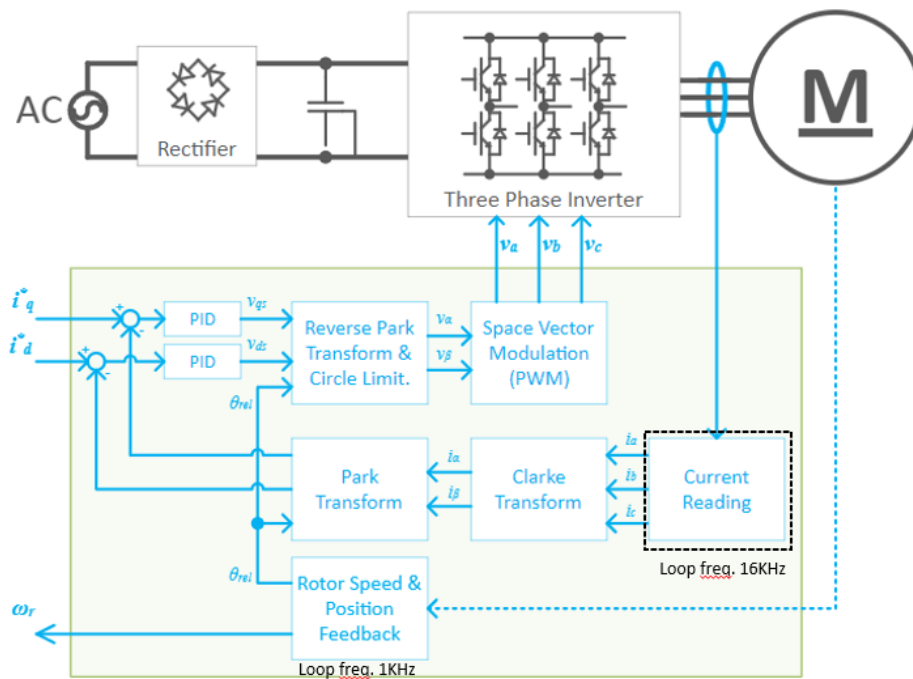 AC
Rectifier
Three Phase Inverter
M
va vb vc
i*q
i*d
+
-
+
-
PID
vqs
PID
vds
Reverse Park
Transform &
Circle Limit.
vα
vβ
Space Vector
Modulation
(PWM)
θrel
Park
Transform
iα
iβ
Clarke
Transform
ia
ib
ic
Current
Reading
Loop freq. 16KHz
θrel
Rotor Speed &
Position
Feedback
ωr
Loop freq. 1KHz